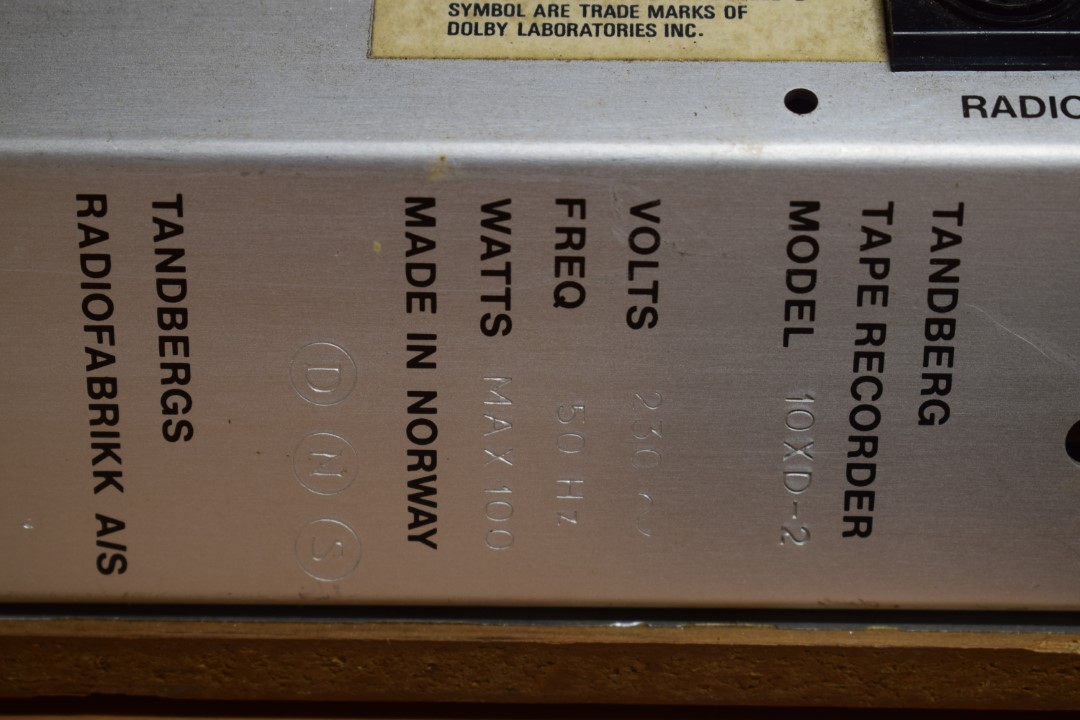 SYMBOL ARE TRADE MARKS OF
DOLBY LABORATORIES INC.
RADIO
TANDBERG
TAPE RECORDER
MODEL 10XD-2
VOLTS 230 ~
FREQ 50 Hz
WATTS MAX 100
MADE IN NORWAY
D N S
TANDBERGS
RADIOFABRIKK A/S